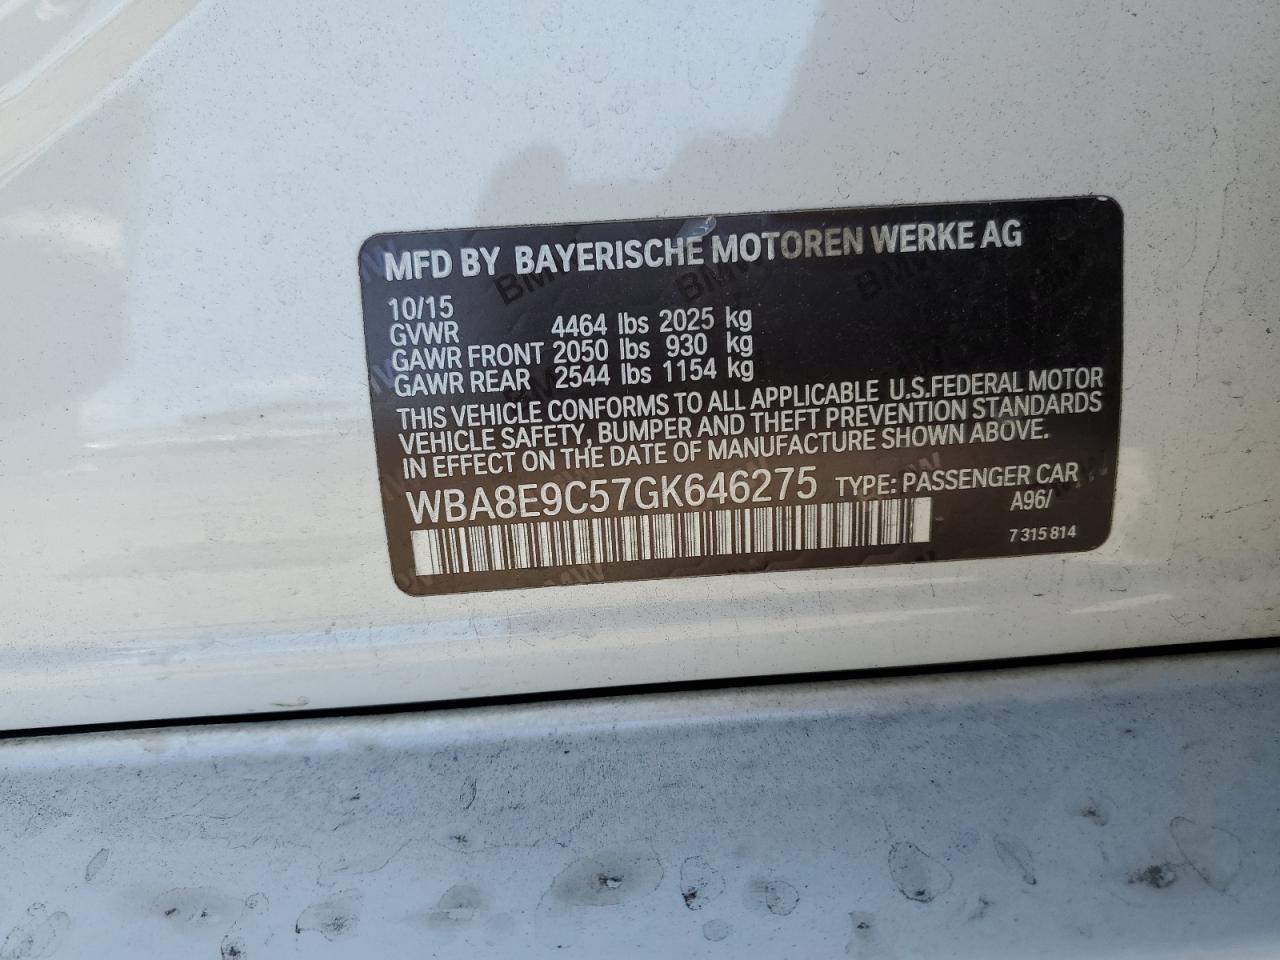 MFD BY BAYERISCHE MOTOREN WERKE AG
10/15
GVWR 4464 lbs 2025 kg
GAWR FRONT 2050 lbs 930 kg
GAWR REAR 2544 lbs 1154 kg
THIS VEHICLE CONFORMS TO ALL APPLICABLE U.S.FEDERAL MOTOR
VEHICLE SAFETY, BUMPER AND THEFT PREVENTION STANDARDS
IN EFFECT ON THE DATE OF MANUFACTURE SHOWN ABOVE.
WBA8E9C57GK646275 TYPE: PASSENGER CAR
A96/
7 315 814